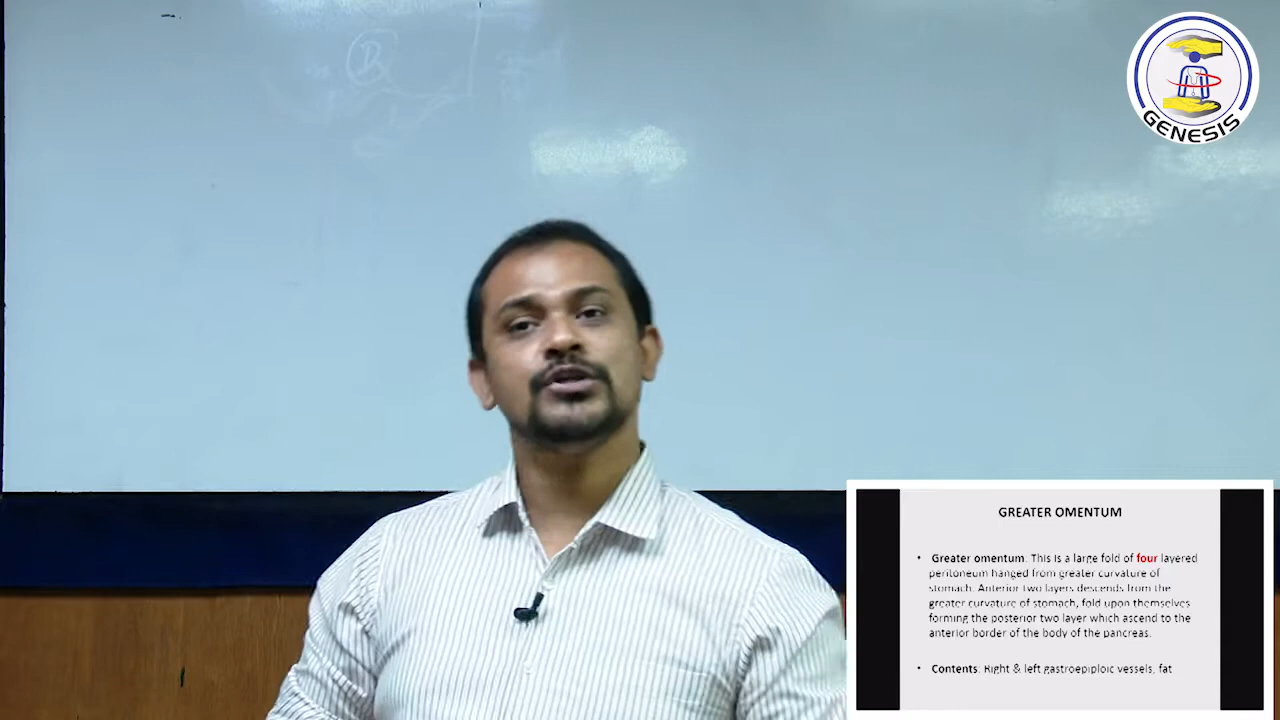 GENESIS
GREATER OMENTUM
• Greater omentum: This is a large fold of four layered
peritoneum hanged from greater curvature of
stomach. Anterior two layers descends from the
greater curvature of stomach, fold upon themselves
forming the posterior two layer which ascend to the
anterior border of the body of the pancreas.
• Contents: Right & left gastroepiploic vessels, fat